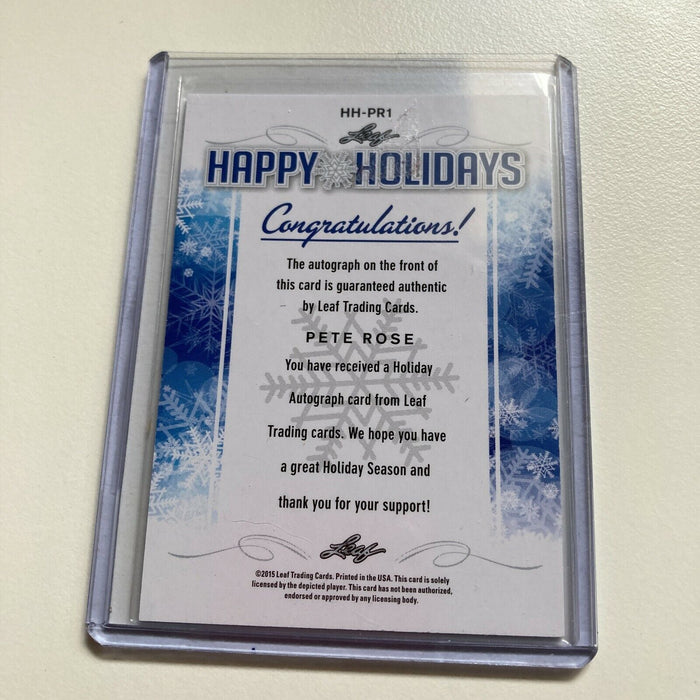 HH-PR1
Leaf
HAPPY HOLIDAYS
Congratulations!
The autograph on the front of
this card is guaranteed authentic
by Leaf Trading Cards.
PETE ROSE
You have received a Holiday
Autograph card from Leaf
Trading cards. We hope you have
a great Holiday Season and
thank you for your support!
Leaf
©2015 Leaf Trading Cards. Printed in the USA. This card is solely
licensed by the depicted player. This card has not been authorized,
endorsed or approved by any licensing body.